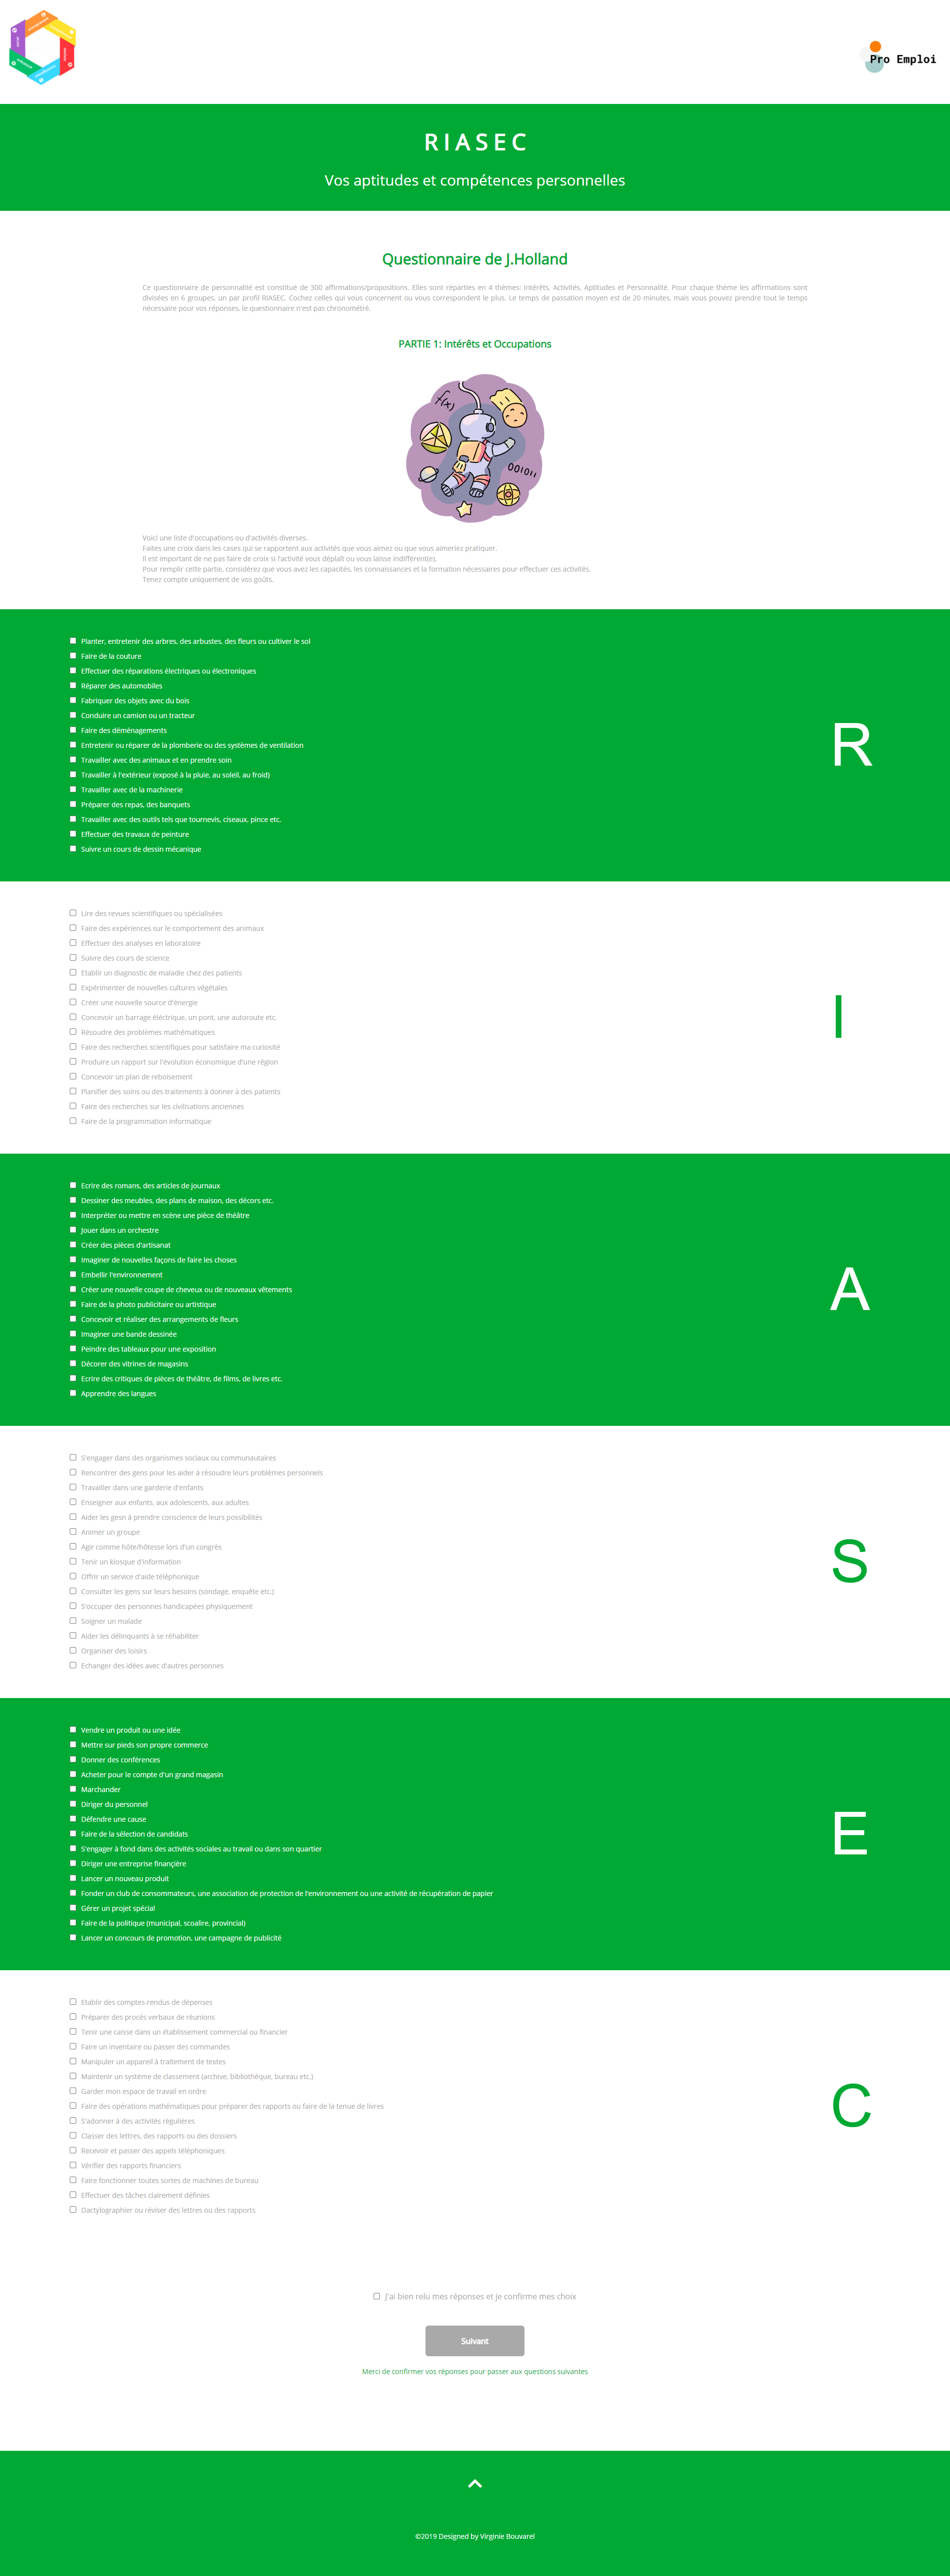 Pro Emploi
RIASEC
Vos aptitudes et compétences personnelles
Questionnaire de J.Holland
Ce questionnaire de personnalité est constitué de 300 affirmations/propositions. Elles sont réparties en 4 thèmes: Intérêts, Activités, Aptitudes et Personnalité. Pour chaque thème les affirmations sont
divisées en 6 groupes, un par profil RIASEC. Cochez celles qui vous concernent ou vous correspondent le plus. Le temps de passation moyen est de 20 minutes, mais vous pouvez prendre tout le temps
nécessaire pour vos réponses, le questionnaire n'est pas chronométré.
PARTIE 1: Intérêts et Occupations
f(x)
001011
Voici une liste d'occupations ou d'activités diverses.
Faites une croix dans les cases qui se rapportent aux activités que vous aimez ou que vous aimeriez pratiquer.
Il est important de ne pas faire de croix si l'activité vous déplaît ou vous laisse indifférent(e).
Pour remplir cette partie, considérez que vous avez les capacités, les connaissances et la formation nécessaires pour effectuer ces activités.
Tenez compte uniquement de vos goûts.
Planter, entretenir des arbres, des arbustes, des fleurs ou cultiver le sol
Faire de la couture
Effectuer des réparations électriques ou électroniques
Réparer des automobiles
Fabriquer des objets avec du bois
Conduire un camion ou un tracteur
Faire des déménagements
Entretenir ou réparer de la plomberie ou des systèmes de ventilation
Travailler avec des animaux et en prendre soin
Travailler à l'extérieur (exposé à la pluie, au soleil, au froid)
Travailler avec de la machinerie
Préparer des repas, des banquets
Travailler avec des outils tels que tournevis, ciseaux, pince etc.
Effectuer des travaux de peinture
Suivre un cours de dessin mécanique
R
Lire des revues scientifiques ou spécialisées
Faire des expériences sur le comportement des animaux
Effectuer des analyses en laboratoire
Suivre des cours de science
Etablir un diagnostic de maladie chez des patients
Expérimenter de nouvelles cultures végétales
Créer une nouvelle source d'énergie
Concevoir un barrage éléctrique, un pont, une autoroute etc.
Résoudre des problèmes mathématiques
Faire des recherches scientifiques pour satisfaire ma curiosité
Produire un rapport sur l'évolution économique d'une région
Concevoir un plan de reboisement
Planifier des soins ou des traitements à donner à des patients
Faire des recherches sur les civilisations anciennes
Faire de la programmation informatique
I
Ecrire des romans, des articles de journaux
Dessiner des meubles, des plans de maison, des décors etc.
Interpréter ou mettre en scène une pièce de théâtre
Jouer dans un orchestre
Créer des pièces d'artisanat
Imaginer de nouvelles façons de faire les choses
Embellir l'environnement
Créer une nouvelle coupe de cheveux ou de nouveaux vêtements
Faire de la photo publicitaire ou artistique
Concevoir et réaliser des arrangements de fleurs
Imaginer une bande dessinée
Peindre des tableaux pour une exposition
Décorer des vitrines de magasins
Ecrire des critiques de pièces de théâtre, de films, de livres etc.
Apprendre des langues
A
S'engager dans des organismes sociaux ou communautaires
Rencontrer des gens pour les aider à résoudre leurs problèmes personnels
Travailler dans une garderie d'enfants
Enseigner aux enfants, aux adolescents, aux adultes
Aider les gesn à prendre conscience de leurs possibilités
Animer un groupe
Agir comme hôte/hôtesse lors d'un congrès
Tenir un kiosque d'information
Offrir un service d'aide téléphonique
Consulter les gens sur leurs besoins (sondage, enquête etc.)
S'occuper des personnes handicapées physiquement
Soigner un malade
Aider les délinquants à se réhabiliter
Organiser des loisirs
Echanger des idées avec d'autres personnes
S
Vendre un produit ou une idée
Mettre sur pieds son propre commerce
Donner des conférences
Acheter pour le compte d'un grand magasin
Marchander
Diriger du personnel
Défendre une cause
Faire de la sélection de candidats
S'engager à fond dans des activités sociales au travail ou dans son quartier
Diriger une entreprise finançière
Lancer un nouveau produit
Fonder un club de consommateurs, une association de protection de l'environnement ou une activité de récupération de papier
Gérer un projet spécial
Faire de la politique (municipal, scoalire, provincial)
Lancer un concours de promotion, une campagne de publicité
E
Etablir des comptes-rendus de dépenses
Préparer des procés verbaux de réunions
Tenir une caisse dans un établissement commercial ou financier
Faire un inventaire ou passer des commandes
Manipuler un appareil à traitement de textes
Maintenir un système de classement (archive, bibliothèque, bureau etc.)
Garder mon espace de travail en ordre
Faire des opérations mathématiques pour préparer des rapports ou faire de la tenue de livres
S'adonner à des activités régulières
Classer des lettres, des rapports ou des dossiers
Recevoir et passer des appels téléphoniques
Vérifier des rapports financiers
Faire fonctionner toutes sortes de machines de bureau
Effectuer des tâches clairement définies
Dactylographier ou réviser des lettres ou des rapports
C
J'ai bien relu mes réponses et je confirme mes choix
Suivant
Merci de confirmer vos réponses pour passer aux questions suivantes
©2019 Designed by Virginie Bouvarel